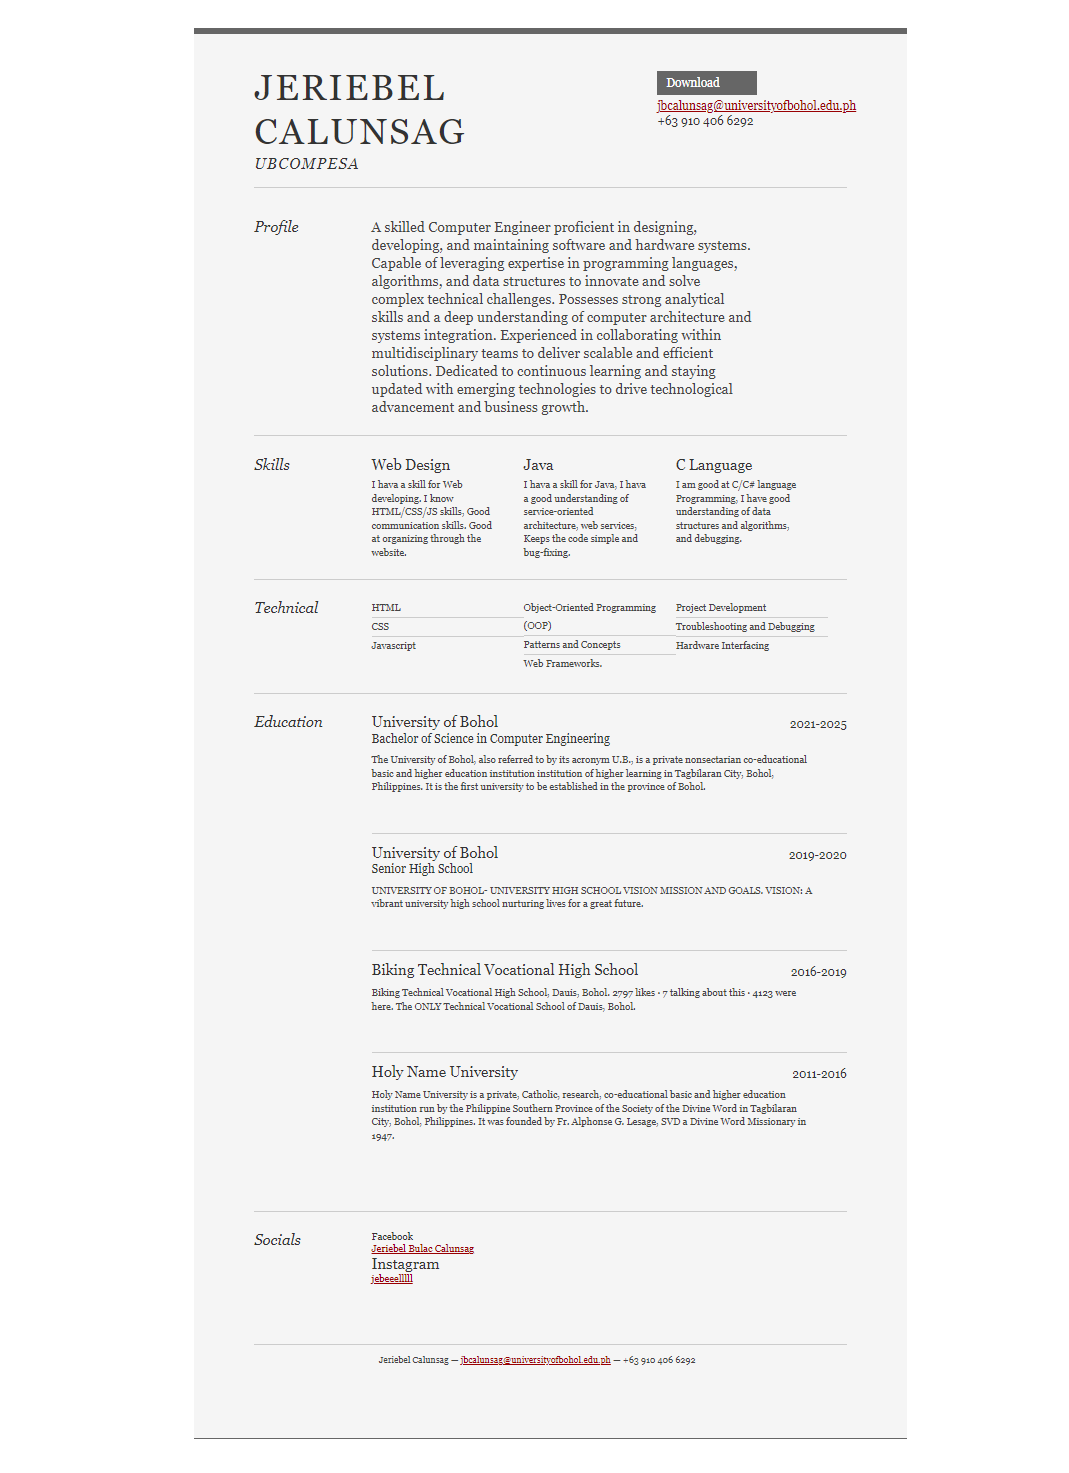 JERIEBEL
CALUNSAG
UBCOMPESA
Download
jbcalunsag@universityofbohol.edu.ph
+63 910 406 6292
Profile
A skilled Computer Engineer proficient in designing,
developing, and maintaining software and hardware systems.
Capable of leveraging expertise in programming languages,
algorithms, and data structures to innovate and solve
complex technical challenges. Possesses strong analytical
skills and a deep understanding of computer architecture and
systems integration. Experienced in collaborating within
multidisciplinary teams to deliver scalable and efficient
solutions. Dedicated to continuous learning and staying
updated with emerging technologies to drive technological
advancement and business growth.
Skills
Web Design
I hava a skill for Web
developing. I know
HTML/CSS/JS skills, Good
communication skills. Good
at organizing through the
website.
Java
I hava a skill for Java, I hava
a good understanding of
service-oriented
architecture, web services,
Keeps the code simple and
bug-fixing.
C Language
I am good at C/C# language
Programming, I have good
understanding of data
structures and algorithms,
and debugging.
Technical
HTML
CSS
Javascript
Object-Oriented Programming
(OOP)
Patterns and Concepts
Web Frameworks.
Project Development
Troubleshooting and Debugging
Hardware Interfacing
Education
University of Bohol
2021-2025
Bachelor of Science in Computer Engineering
The University of Bohol, also referred to by its acronym U.B., is a private nonsectarian co-educational
basic and higher education institution institution of higher learning in Tagbilaran City, Bohol,
Philippines. It is the first university to be established in the province of Bohol.
University of Bohol
2019-2020
Senior High School
UNIVERSITY OF BOHOL- UNIVERSITY HIGH SCHOOL VISION MISSION AND GOALS. VISION: A
vibrant university high school nurturing lives for a great future.
Biking Technical Vocational High School
2016-2019
Biking Technical Vocational High School, Dauis, Bohol. 2797 likes · 7 talking about this · 4123 were
here. The ONLY Technical Vocational School of Dauis, Bohol.
Holy Name University
2011-2016
Holy Name University is a private, Catholic, research, co-educational basic and higher education
institution run by the Philippine Southern Province of the Society of the Divine Word in Tagbilaran
City, Bohol, Philippines. It was founded by Fr. Alphonse G. Lesage, SVD a Divine Word Missionary in
1947.
Socials
Facebook
Jeriebel Bulac Calunsag
Instagram
jebeeelllll
Jeriebel Calunsag — jbcalunsag@universityofbohol.edu.ph — +63 910 406 6292